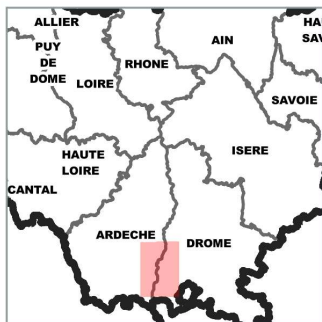 ALLIER
PUY
DE
DOME
LOIRE
RHONE
AIN
HA
SAV
SAVOIE
HAUTE
LOIRE
ISERE
CANTAL
ARDECHE
DROME